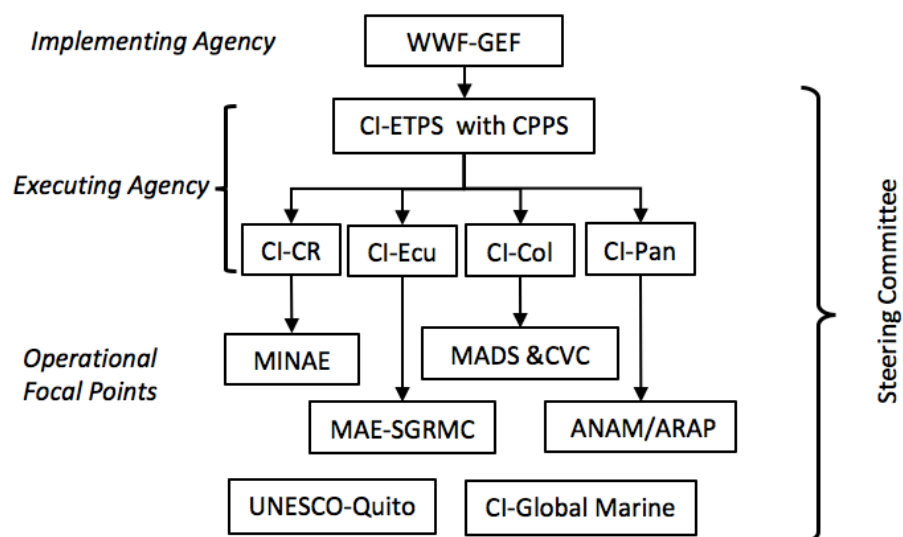 Implementing Agency
WWF-GEF
CI-ETPS with CPPS
Executing Agency
CI-CR
CI-Ecu
CI-Col
CI-Pan
Operational
Focal Points
MINAE
MADS &CVC
MAE-SGRMC
ANAM/ARAP
UNESCO-Quito
CI-Global Marine
Steering Committee